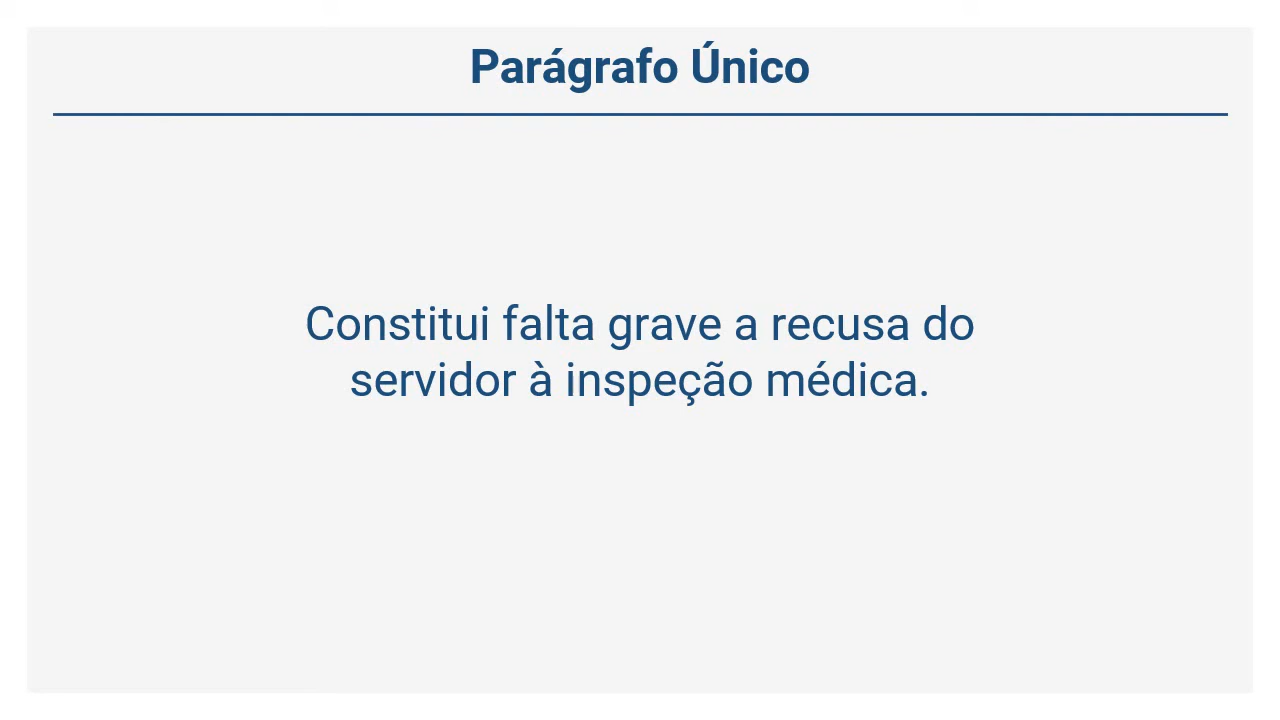 Parágrafo Único
Constitui falta grave a recusa do
servidor à inspeção médica.